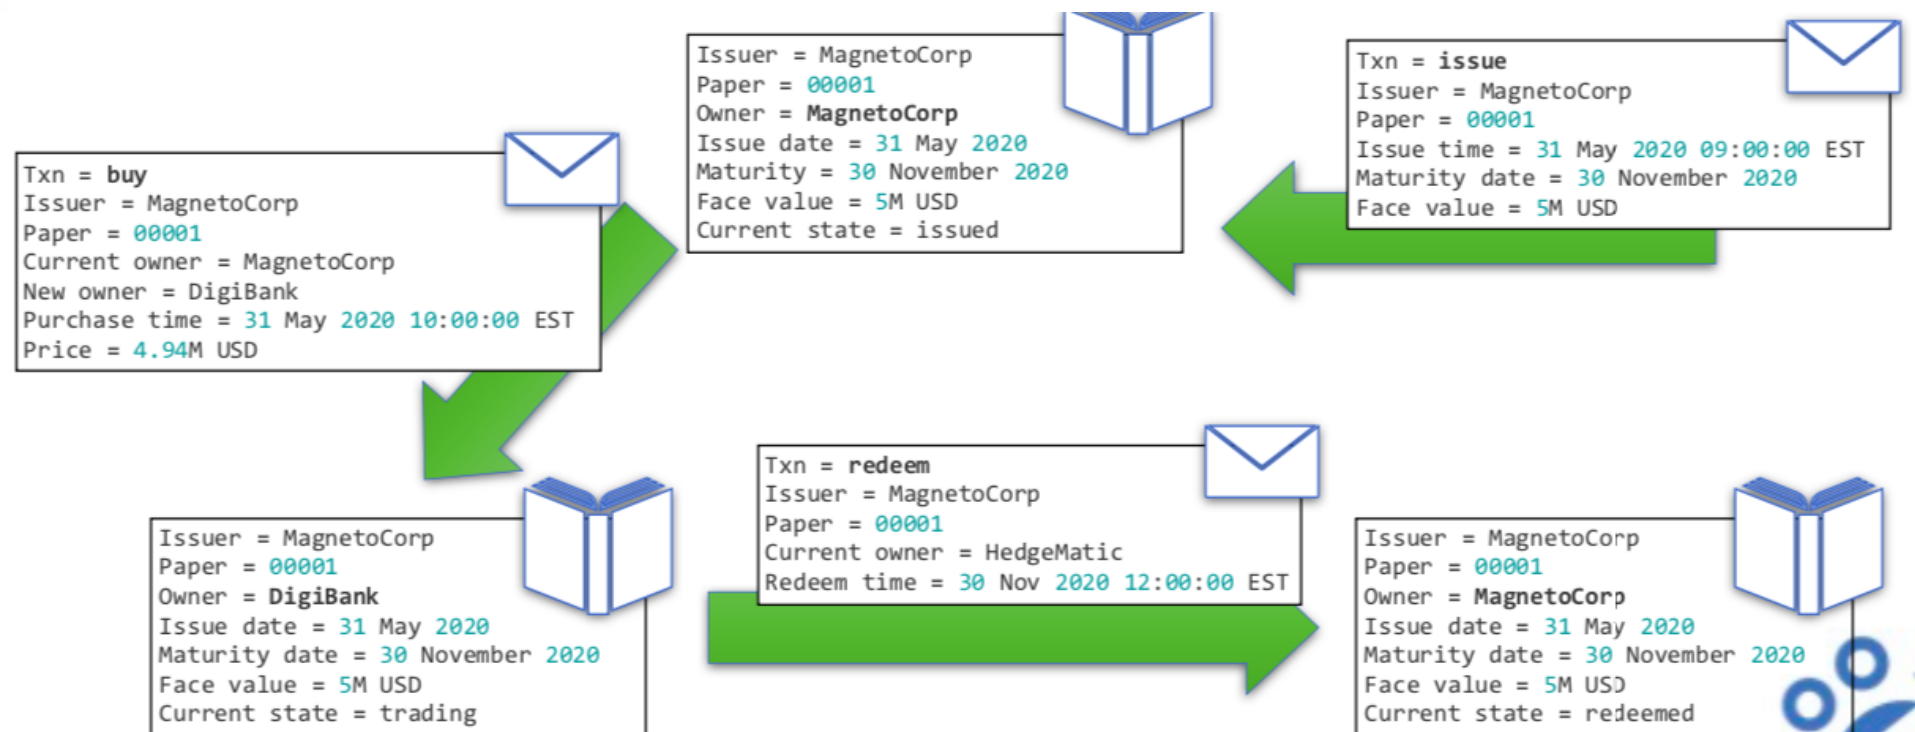 Issuer = MagnetoCorp
Paper = 00001
Owner = MagnetoCorp
Issue date = 31 May 2020
Maturity = 30 November 2020
Face value = 5M USD
Current state = issued
Txn = issue
Issuer = MagnetoCorp
Paper = 00001
Issue time = 31 May 2020 09:00:00 EST
Maturity date = 30 November 2020
Face value = 5M USD
Txn = buy
Issuer = MagnetoCorp
Paper = 00001
Current owner = MagnetoCorp
New owner = DigiBank
Purchase time = 31 May 2020 10:00:00 EST
Price = 4.94M USD
Issuer = MagnetoCorp
Paper = 00001
Owner = DigiBank
Issue date = 31 May 2020
Maturity date = 30 November 2020
Face value = 5M USD
Current state = trading
Txn = redeem
Issuer = MagnetoCorp
Paper = 00001
Current owner = HedgeMatic
Redeem time = 30 Nov 2020 12:00:00 EST
Issuer = MagnetoCorp
Paper = 00001
Owner = MagnetoCorp
Issue date = 31 May 2020
Maturity date = 30 November 2020
Face value = 5M USD
Current state = redeemed